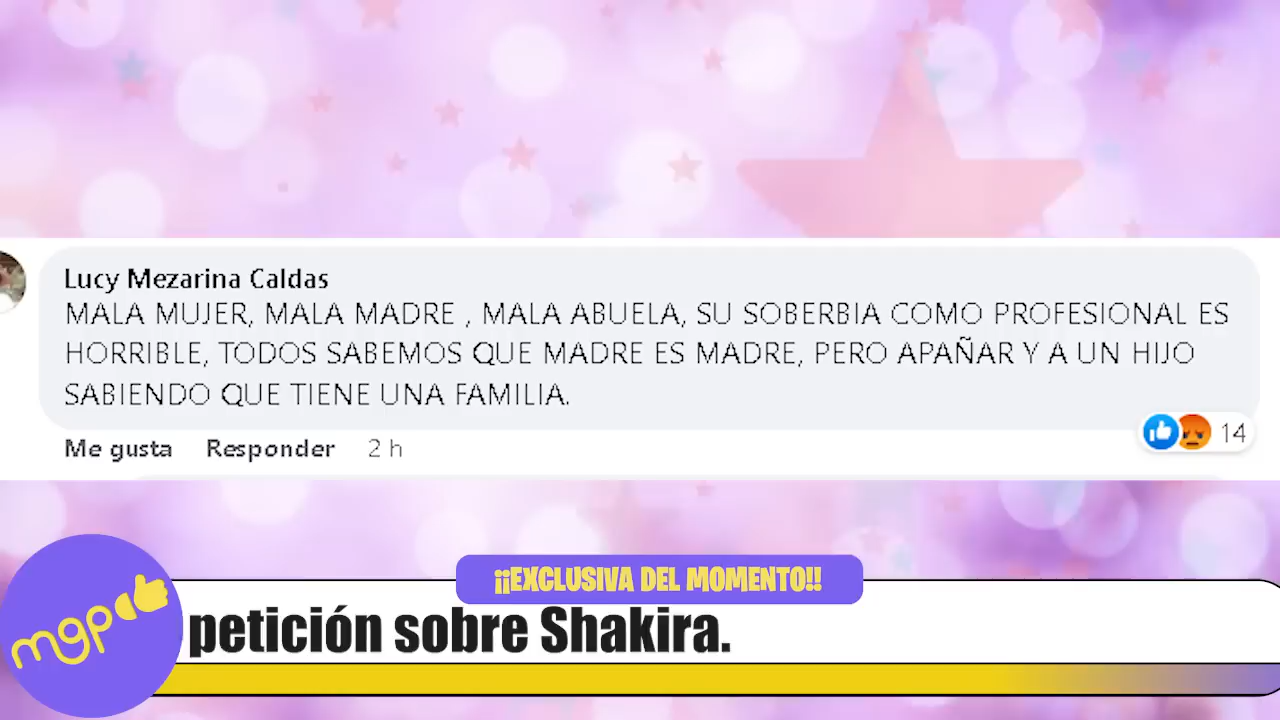 Lucy Mezarina Caldas
MALA MUJER, MALA MADRE , MALA ABUELA, SU SOBERBIA COMO PROFESIONAL ES
HORRIBLE, TODOS SABEMOS QUE MADRE ES MADRE, PERO APAÑAR Y A UN HIJO
SABIENDO QUE TIENE UNA FAMILIA.
Me gusta Responder 2 h
14
¡¡EXCLUSIVA DEL MOMENTO!!
mgp
petición sobre Shakira.